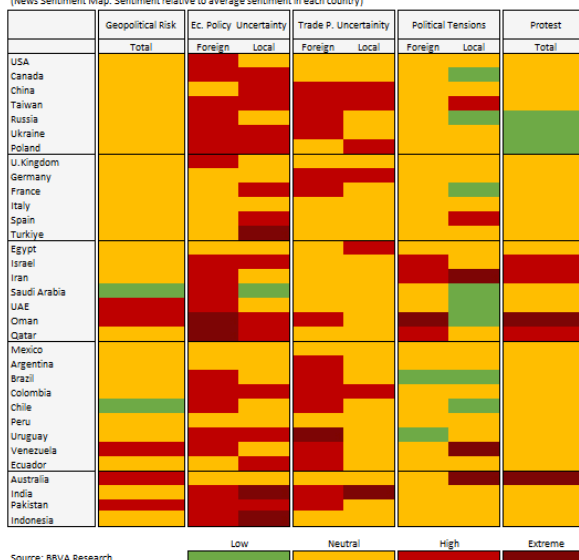 (News Sentiment Map. Sentiment relative to average sentiment in each country)
Geopolitical Risk Ec. Policy Uncertainty Trade P. Uncertainity Political Tensions Protest
Total Foreign Local Foreign Local Foreign Local Total
USA
Canada
China
Taiwan
Russia
Ukraine
Poland
U.Kingdom
Germany
France
Italy
Spain
Turkiye
Egypt
Israel
Iran
Saudi Arabia
UAE
Oman
Qatar
Mexico
Argentina
Brazil
Colombia
Chile
Peru
Uruguay
Venezuela
Ecuador
Australia
India
Pakistan
Indonesia
Low Neutral High Extreme
Source: BBVA Research